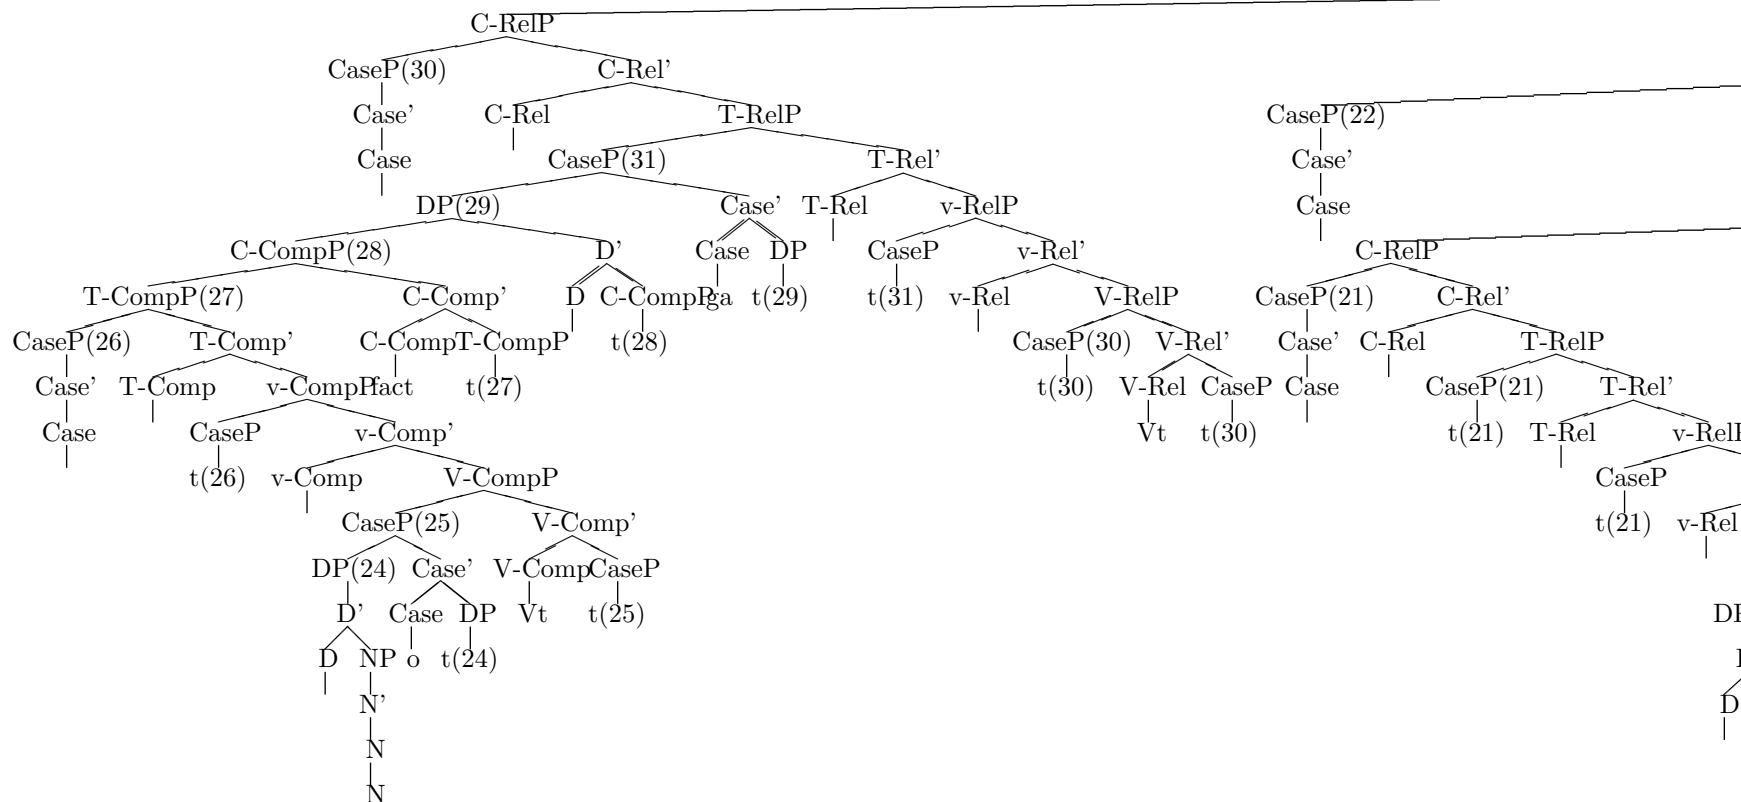 C-RelP
CaseP(30) C-Rel'
Case' C-Rel T-RelP CaseP(22)
Case CaseP(31) T-Rel' Case'
DP(29) Case' T-Rel v-RelP Case
C-CompP(28) D' Case DP CaseP v-Rel' C-RelP
T-CompP(27) C-Comp' D C-CompP ga t(29) t(31) v-Rel V-RelP CaseP(21) C-Rel'
CaseP(26) T-Comp' C-Comp T-CompP t(28) CaseP(30) V-Rel' Case' C-Rel T-RelP
Case' T-Comp v-CompP fact t(27) t(30) V-Rel CaseP Case CaseP(21) T-Rel'
Case CaseP v-Comp' Vt t(30) t(21) T-Rel v-RelP
t(26) v-Comp V-CompP CaseP
CaseP(25) V-Comp' t(21) v-Rel
DP(24) Case' V-Comp CaseP
D' Case DP Vt t(25)
D NP o t(24)
N' D
N
N